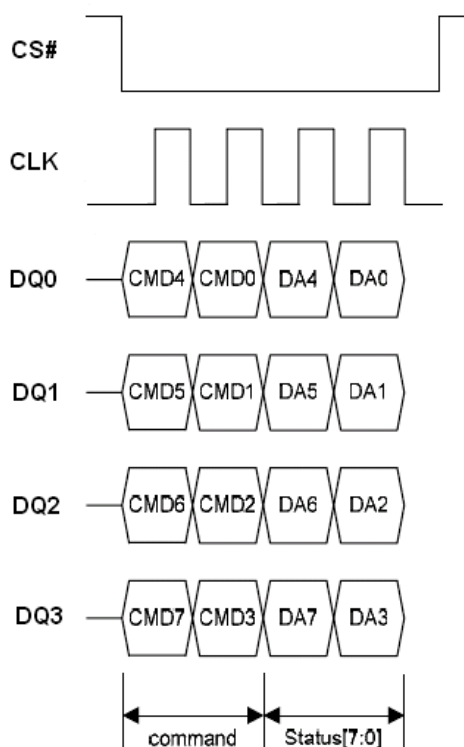 CS#
CLK
DQ0 CMD4 CMD0 DA4 DA0
DQ1 CMD5 CMD1 DA5 DA1
DQ2 CMD6 CMD2 DA6 DA2
DQ3 CMD7 CMD3 DA7 DA3
command Status[7:0]